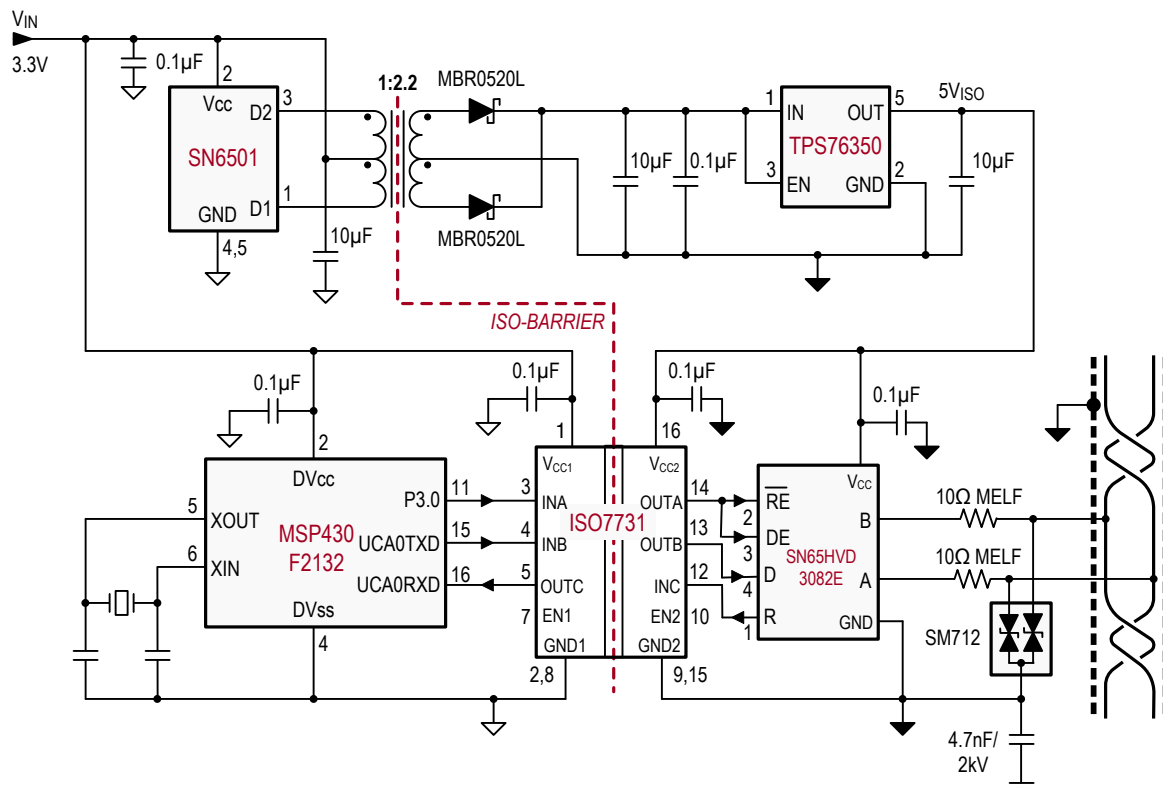 VIN
3.3V
0.1µF
2
Vcc
D2
3
SN6501
D1
1
GND
4,5
10µF
1:2.2
MBR0520L
MBR0520L
10µF
0.1µF
1
IN
OUT
5
TPS76350
3
EN
GND
2
5VISO
10µF
ISO-BARRIER
0.1µF
2
DVcc
P3.0
11
5
XOUT
MSP430
F2132
UCA0TXD
15
6
XIN
UCA0RXD
16
DVss
4
0.1µF
1
VCC1
3
INA
4
INB
5
OUTC
7
EN1
GND1
2,8
ISO7731
0.1µF
16
VCC2
OUTA
14
OUTB
13
INC
12
EN2
10
GND2
9,15
0.1µF
VCC
RE
2
DE
3
D
4
R
1
SN65HVD
3082E
B
A
GND
10Ω MELF
10Ω MELF
SM712
4.7nF/
2kV